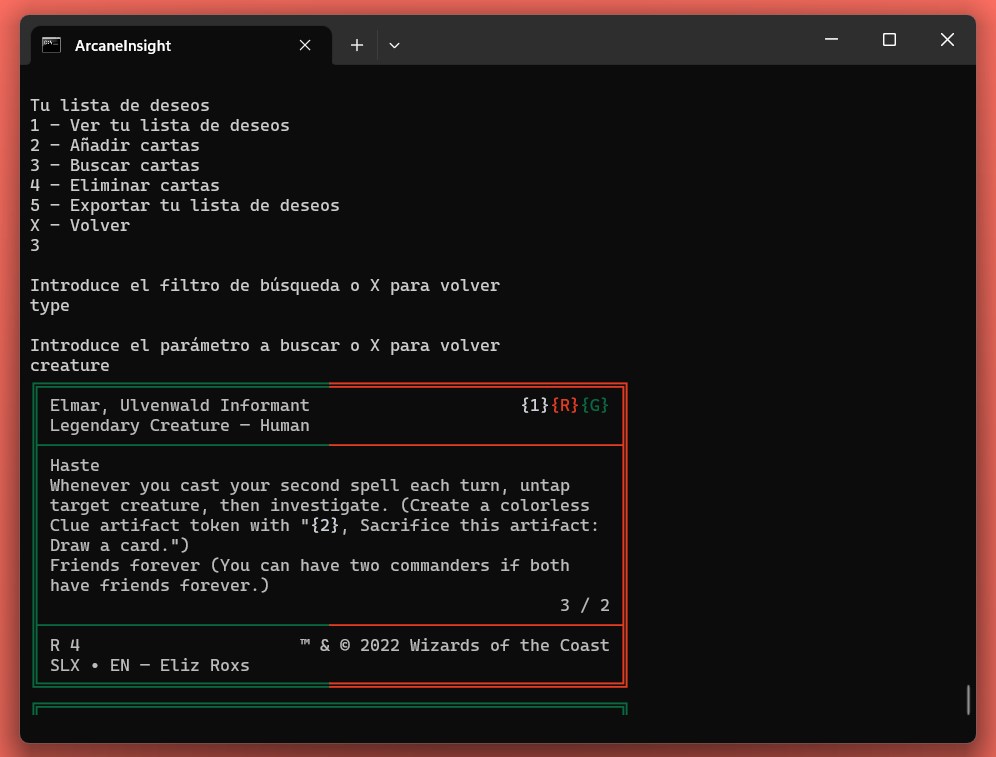 ArcaneInsight
Tu lista de deseos
1 – Ver tu lista de deseos
2 – Añadir cartas
3 – Buscar cartas
4 – Eliminar cartas
5 – Exportar tu lista de deseos
X – Volver
3
Introduce el filtro de búsqueda o X para volver
type
Introduce el parámetro a buscar o X para volver
creature
Elmar, Ulvenwald Informant {1}{R}{G}
Legendary Creature — Human
Haste
Whenever you cast your second spell each turn, untap
target creature, then investigate. (Create a colorless
Clue artifact token with "{2}, Sacrifice this artifact:
Draw a card.")
Friends forever (You can have two commanders if both
have friends forever.)
3 / 2
R 4 ™ & © 2022 Wizards of the Coast
SLX • EN — Eliz Roxs